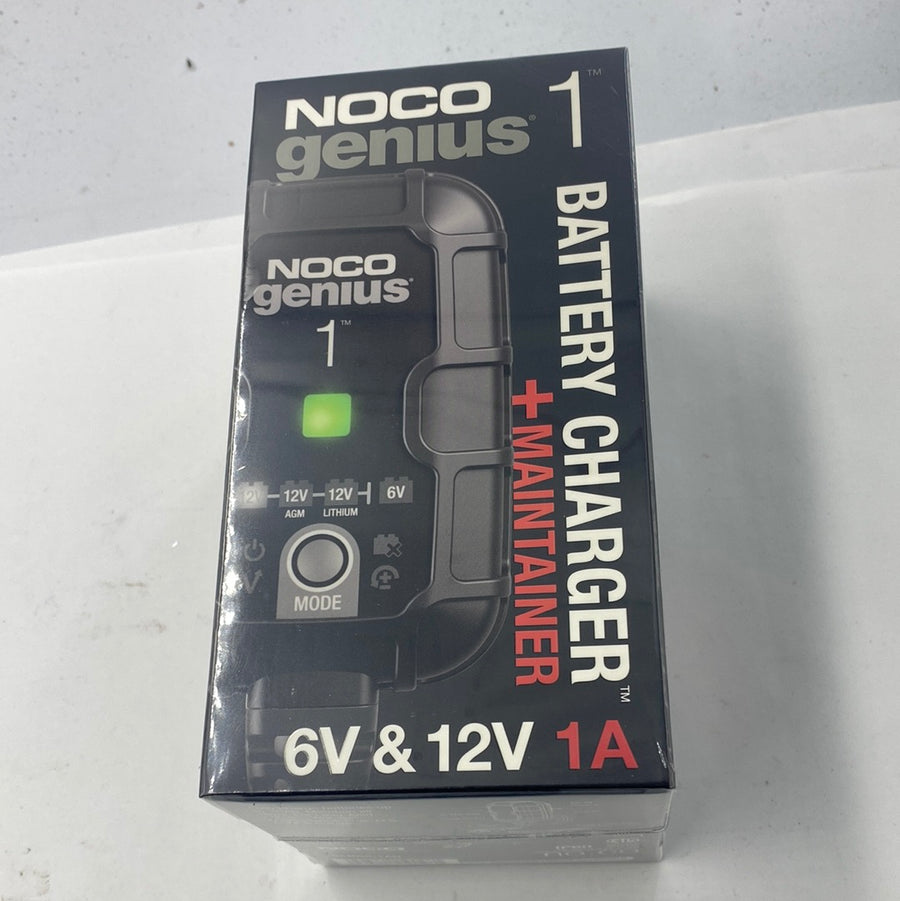 NOCO
genius®
1™
BATTERY CHARGER™
+MAINTAINER
NOCO
genius®
1™
12V
AGM
12V
LITHIUM
6V
MODE
6V & 12V 1A